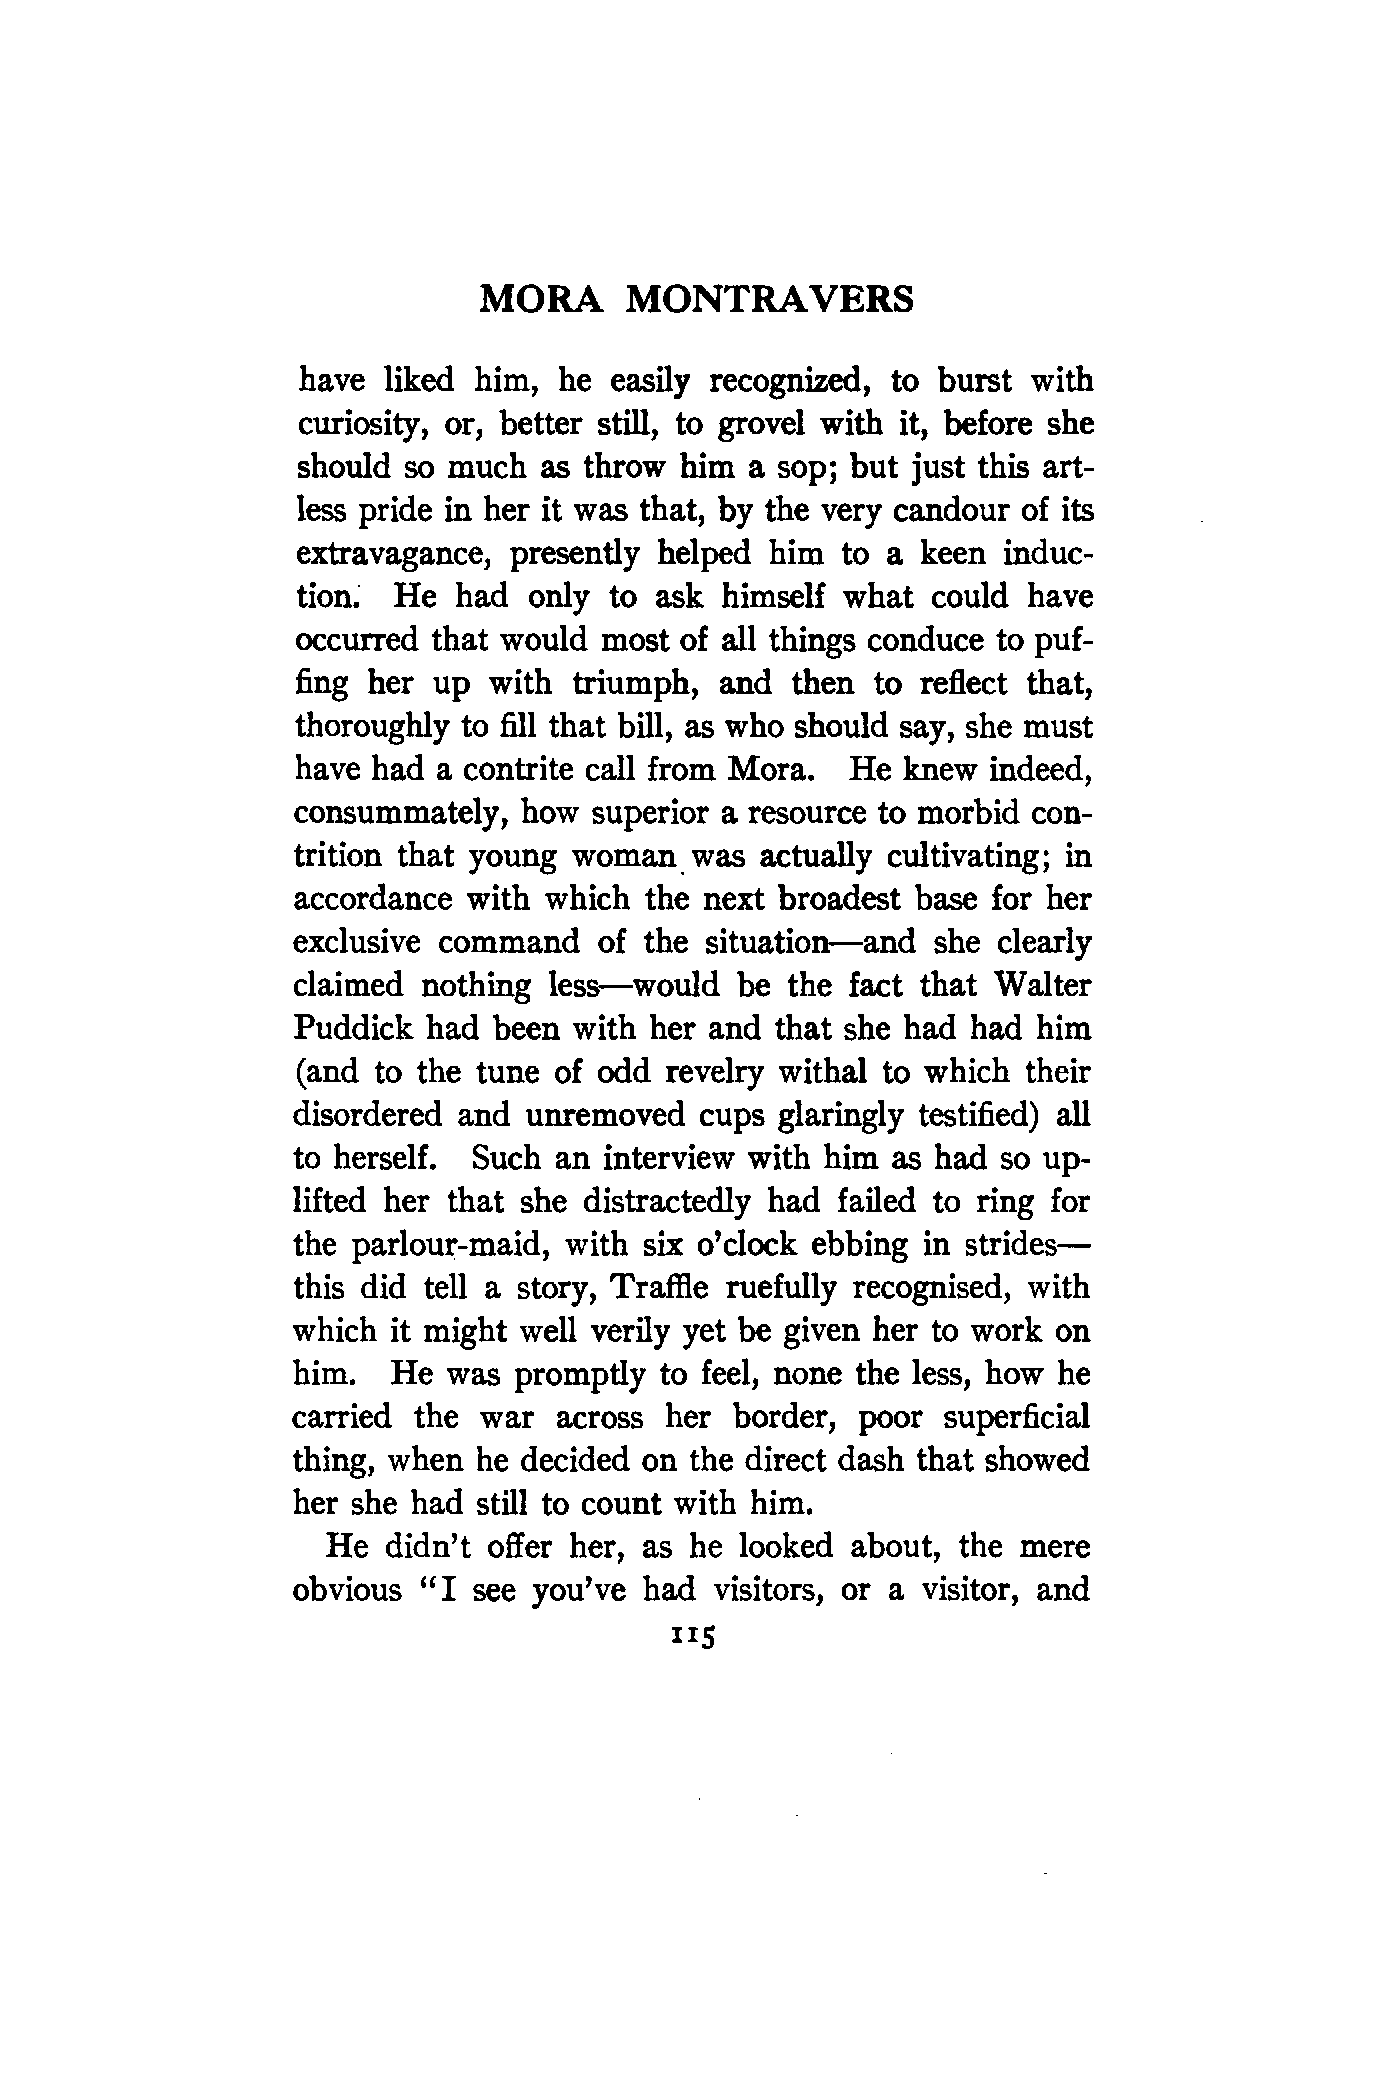 MORA MONTRAVERS
have liked him, he easily recognized, to burst with
curiosity, or, better still, to grovel with it, before she
should so much as throw him a sop; but just this art-
less pride in her it was that, by the very candour of its
extravagance, presently helped him to a keen induc-
tion. He had only to ask himself what could have
occurred that would most of all things conduce to puf-
fing her up with triumph, and then to reflect that,
thoroughly to fill that bill, as who should say, she must
have had a contrite call from Mora. He knew indeed,
consummately, how superior a resource to morbid con-
trition that young woman was actually cultivating; in
accordance with which the next broadest base for her
exclusive command of the situation—and she clearly
claimed nothing less—would be the fact that Walter
Puddick had been with her and that she had had him
(and to the tune of odd revelry withal to which their
disordered and unremoved cups glaringly testified) all
to herself. Such an interview with him as had so up-
lifted her that she distractedly had failed to ring for
the parlour-maid, with six o'clock ebbing in strides—
this did tell a story, Traffle ruefully recognised, with
which it might well verily yet be given her to work on
him. He was promptly to feel, none the less, how he
carried the war across her border, poor superficial
thing, when he decided on the direct dash that showed
her she had still to count with him.
He didn't offer her, as he looked about, the mere
obvious "I see you've had visitors, or a visitor, and
115